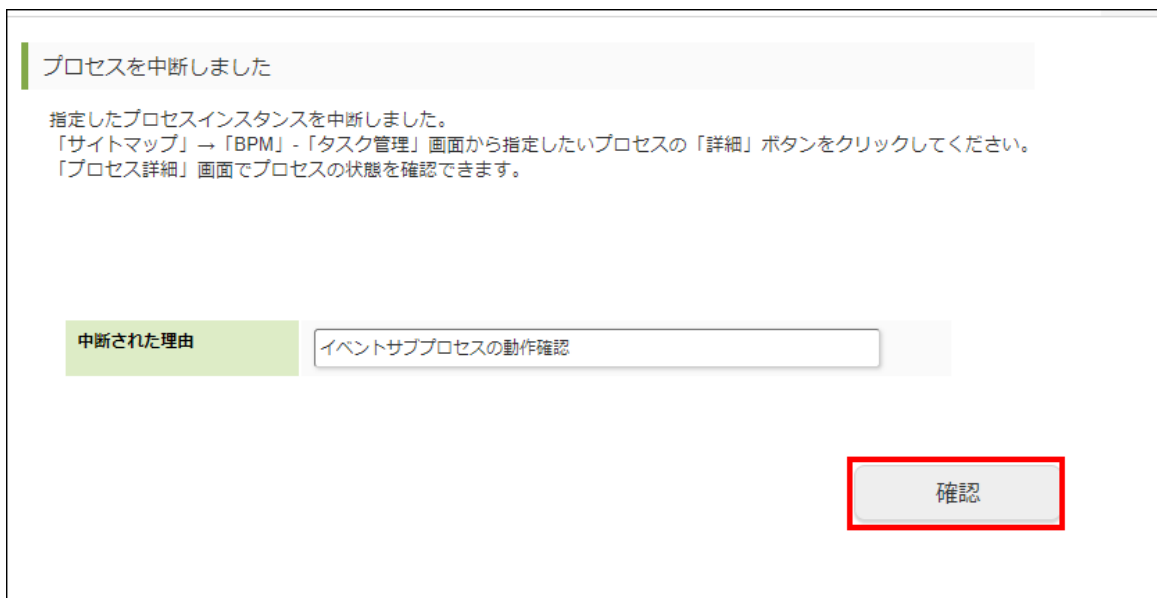 プロセスを中断しました
指定したプロセスインスタンスを中断しました。
「サイトマップ」→「BPM」-「タスク管理」画面から指定したいプロセスの「詳細」ボタンをクリックしてください。
「プロセス詳細」画面でプロセスの状態を確認できます。
中断された理由
イベントサブプロセスの動作確認
確認